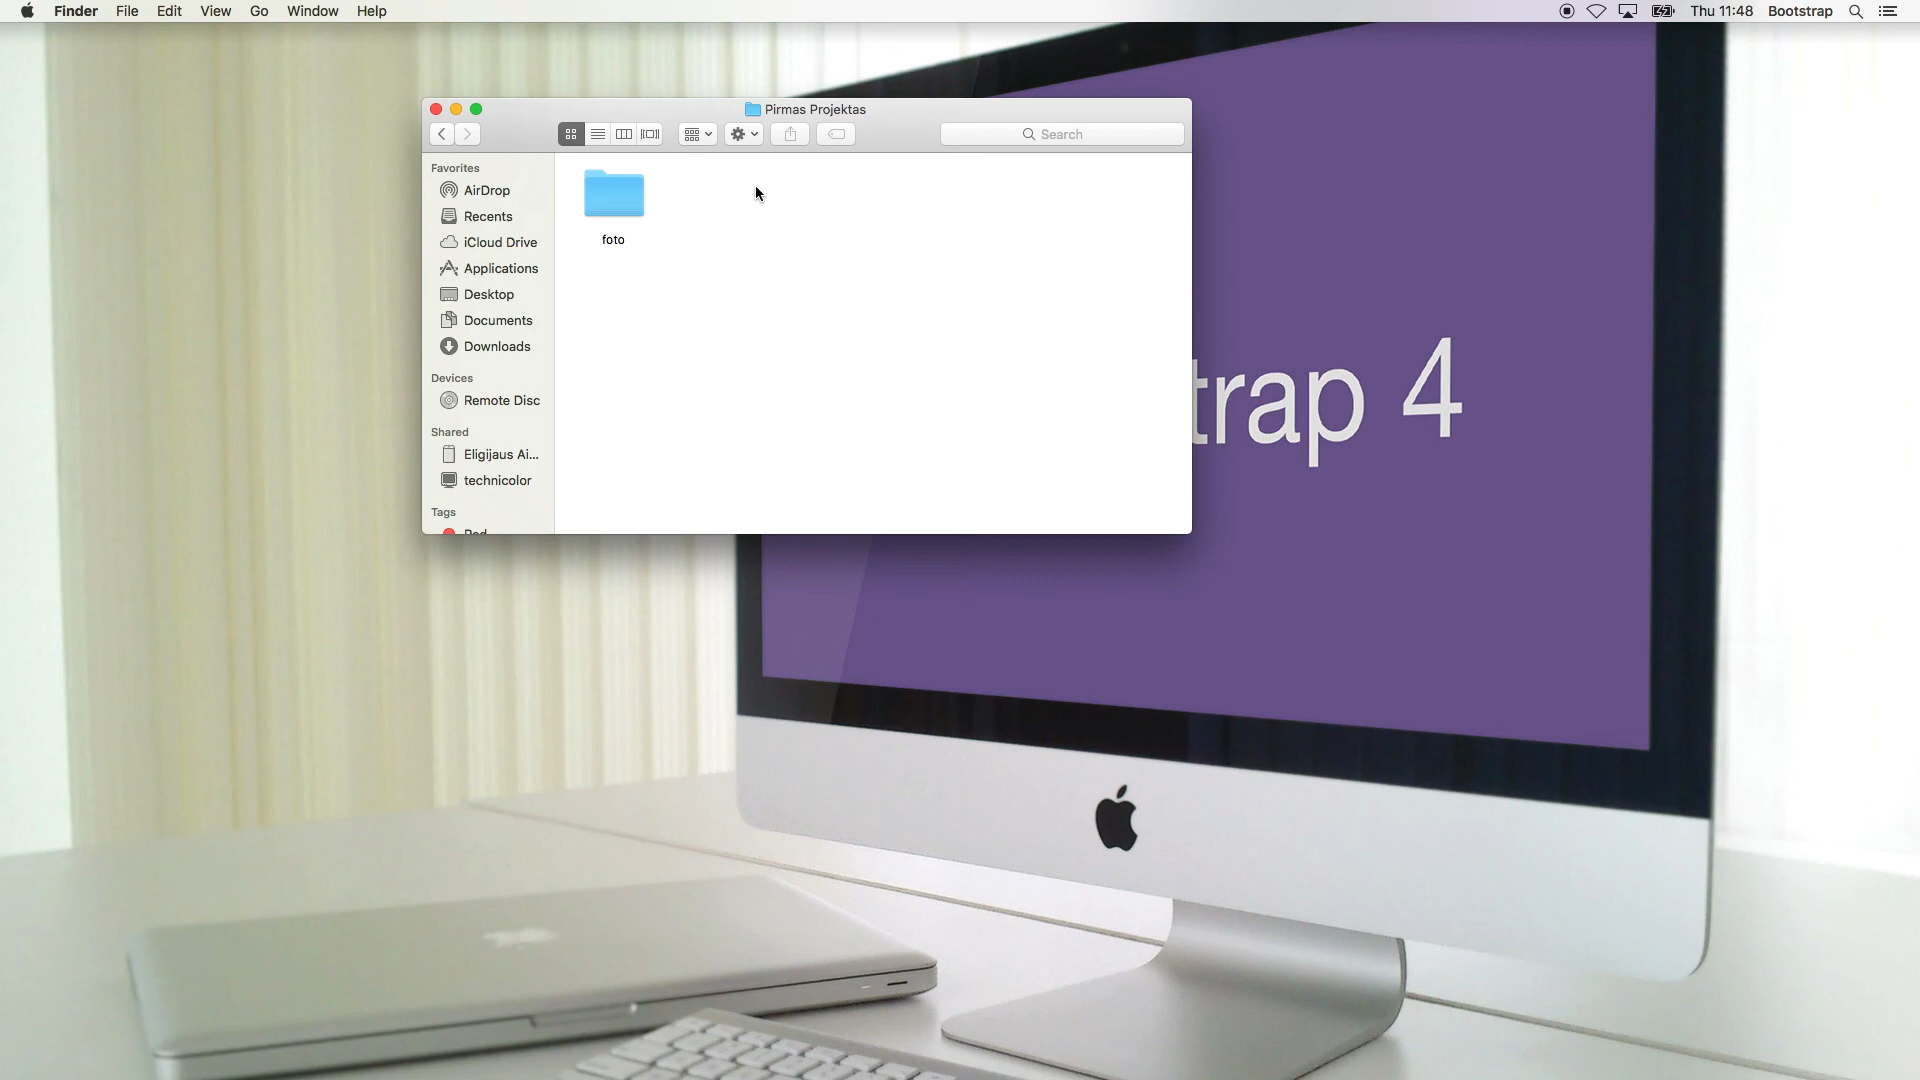 Finder File Edit View Go Window Help Thu 11:48 Bootstrap
Pirmas Projektas
Search
Favorites
AirDrop
Recents
iCloud Drive
Applications
Desktop
Documents
Downloads
Devices
Remote Disc
Shared
Eligijaus Ai...
technicolor
Tags
Red
foto
trap 4